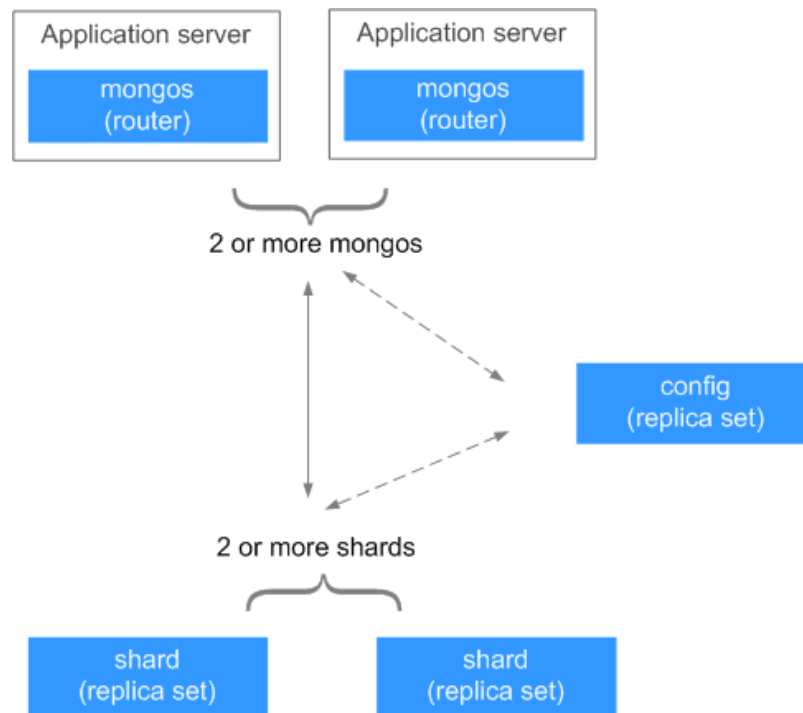 Application server
Application server
mongos
(router)
mongos
(router)
2 or more mongos
config
(replica set)
2 or more shards
shard
(replica set)
shard
(replica set)